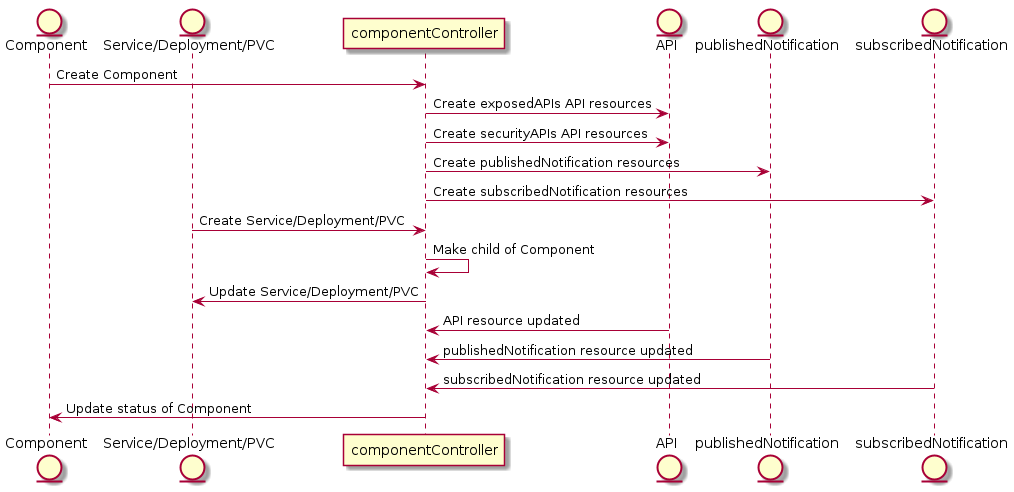 Component
Service/Deployment/PVC
componentController
API
publishedNotification
subscribedNotification
Create Component
Create exposedAPIs API resources
Create securityAPIs API resources
Create publishedNotification resources
Create subscribedNotification resources
Create Service/Deployment/PVC
Make child of Component
Update Service/Deployment/PVC
API resource updated
publishedNotification resource updated
subscribedNotification resource updated
Update status of Component
Component
Service/Deployment/PVC
componentController
API
publishedNotification
subscribedNotification